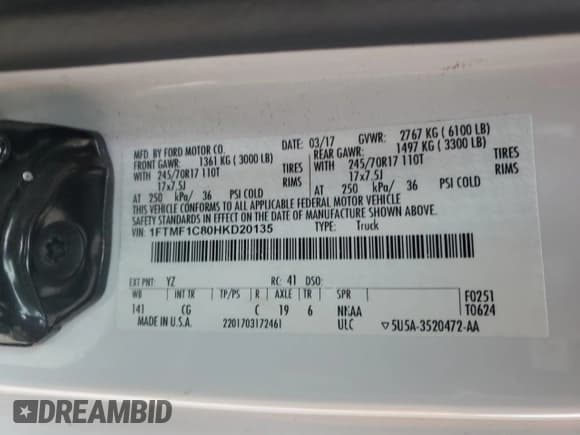 MFD. BY FORD MOTOR CO.
DATE: 03/17 GVWR: 2767 KG ( 6100 LB)
FRONT GAWR: 1361 KG ( 3000 LB) REAR GAWR: 1497 KG ( 3300 LB)
WITH 245/70R17 110T TIRES WITH 245/70R17 110T TIRES
17x7.5J RIMS 17x7.5J RIMS
AT 250 kPa/ 36 PSI COLD AT 250 kPa/ 36 PSI COLD
THIS VEHICLE CONFORMS TO ALL APPLICABLE FEDERAL MOTOR VEHICLE
SAFETY, BUMPER, AND THEFT PREVENTION STANDARDS IN EFFECT ON THE DATE OF
MANUFACTURE SHOWN ABOVE.
VIN: 1FTMF1C80HKD20135 TYPE: Truck
EXT PNT: YZ RC: 41 DSO:
WB INT TR TP/PS R AXLE TR SPR F0251
141 CG C 19 6 NHAA T0624
MADE IN U.S.A. 2201703172461 ULC 5U5A-3520472-AA
DREAMBID